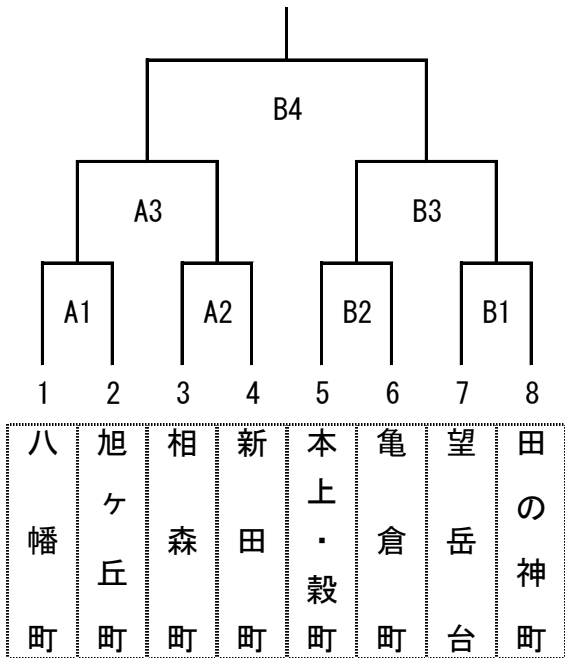 B4
A3 B3
A1 A2 B2 B1
1 2 3 4 5 6 7 8
八幡町
旭ヶ丘町
相森町
新田町
本上・穀町
亀倉町
望岳台
田の神町